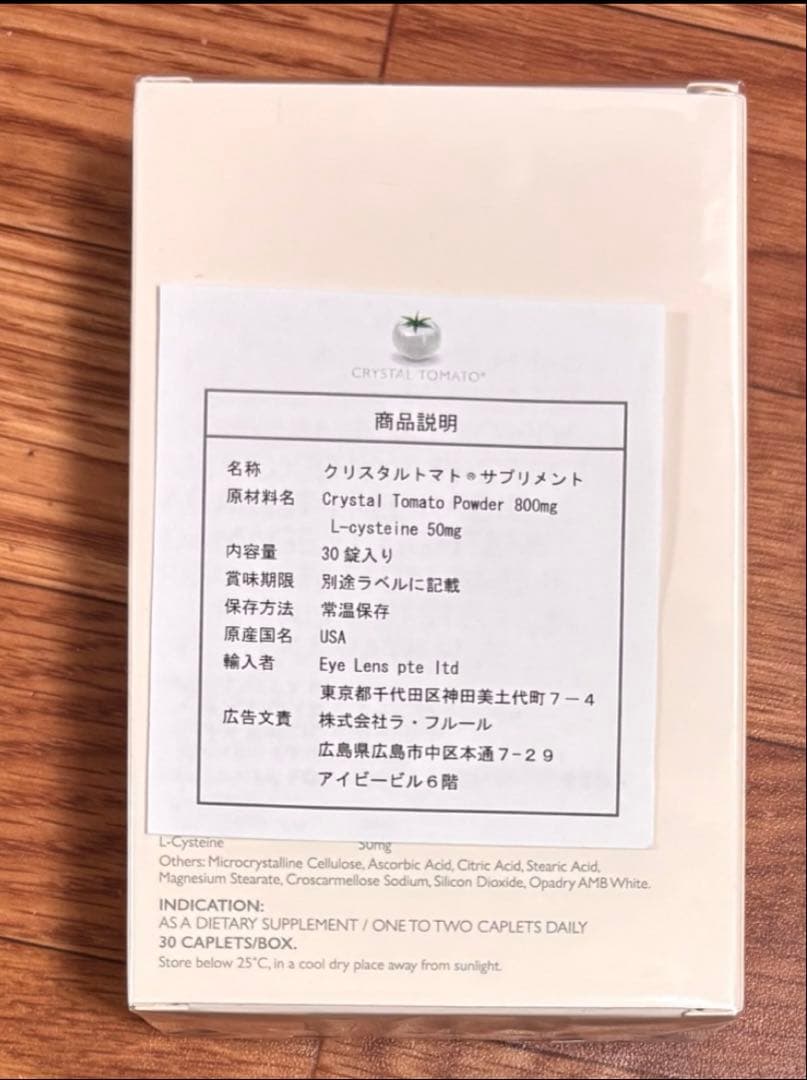 CRYSTAL TOMATO®
商品説明
名称 クリスタルトマト®サプリメント
原材料名 Crystal Tomato Powder 800mg
L-cysteine 50mg
内容量 30錠入り
賞味期限 別途ラベルに記載
保存方法 常温保存
原産国名 USA
輸入者 Eye Lens pte ltd
東京都千代田区神田美土代町7-4
広告文責 株式会社ラ・フルール
広島県広島市中区本通7-29
アイビービル6階
L-Cysteine 50mg
Others: Microcrystalline Cellulose, Ascorbic Acid, Citric Acid, Stearic Acid,
Magnesium Stearate, Croscarmellose Sodium, Silicon Dioxide, Opadry AMB White.
INDICATION:
AS A DIETARY SUPPLEMENT / ONE TO TWO CAPLETS DAILY
30 CAPLETS/BOX.
Store below 25°C, in a cool dry place away from sunlight.